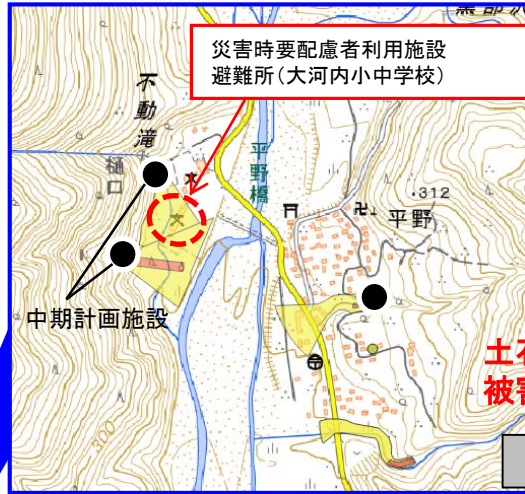 災害時要配慮者利用施設
避難所(大河内小中学校)
不動滝
樋口
平野橋
・312
平野
中期計画施設
土石
被害
300